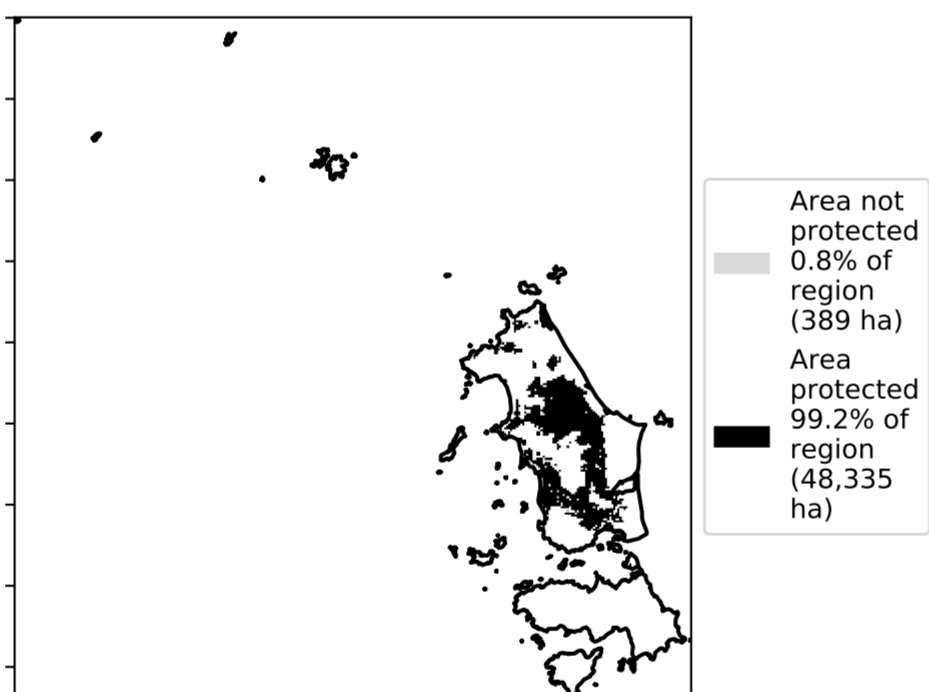 Area not
protected
0.8% of
region
(389 ha)
Area
protected
99.2% of
region
(48,335
ha)